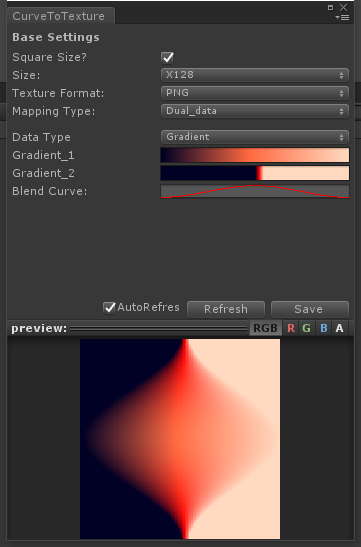 CurveToTexture
Base Settings
Square Size?
Size: X128
Texture Format: PNG
Mapping Type: Dual_data
Data Type Gradient
Gradient_1
Gradient_2
Blend Curve:
AutoRefres Refresh Save
preview: RGB R G B A